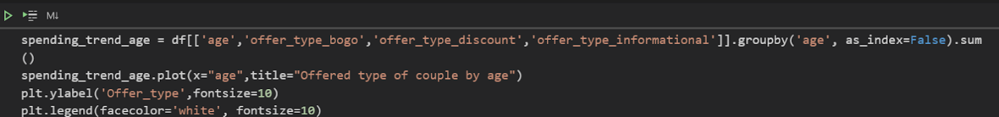 M↓
spending_trend_age = df[['age','offer_type_bogo','offer_type_discount','offer_type_informational']].groupby('age', as_index=False).sum
()
spending_trend_age.plot(x="age",title="Offered type of couple by age")
plt.ylabel('Offer_type',fontsize=10)
plt.legend(facecolor='white', fontsize=10)